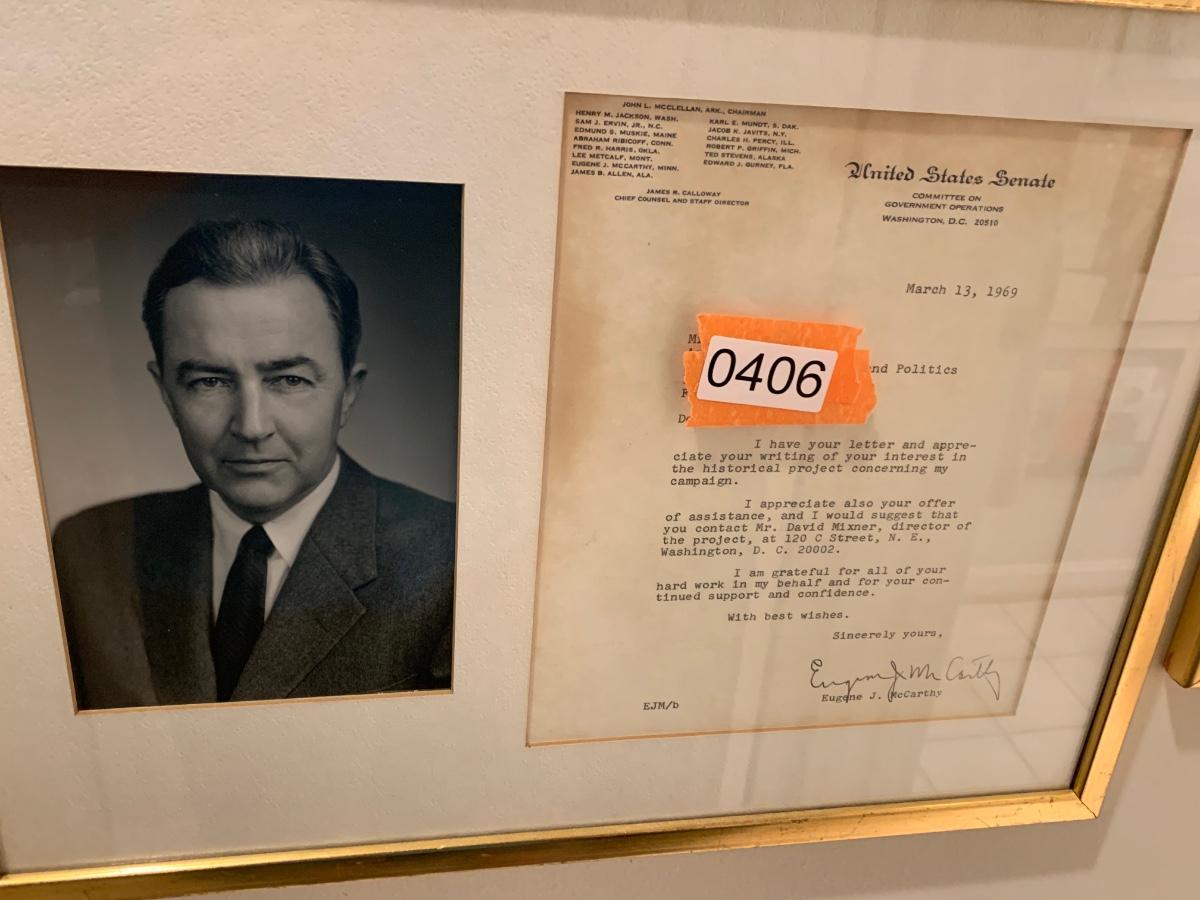 JOHN L. MCCLELLAN, ARK., CHAIRMAN
HENRY M. JACKSON, WASH.
SAM J. ERVIN, JR., N.C.
EDMUND S. MUSKIE, MAINE
ABRAHAM RIBICOFF, CONN.
FRED R. HARRIS, OKLA.
LEE METCALF, MONT.
EUGENE J. MCCARTHY, MINN.
JAMES B. ALLEN, ALA.
KARL E. MUNDT, S. DAK.
JACOB K. JAVITS, N.Y.
CHARLES H. PERCY, ILL.
ROBERT P. GRIFFIN, MICH.
TED STEVENS, ALASKA
EDWARD J. GURNEY, FLA.
JAMES R. CALLOWAY
CHIEF COUNSEL AND STAFF DIRECTOR
United States Senate
COMMITTEE ON
GOVERNMENT OPERATIONS
WASHINGTON, D.C. 20510
March 13, 1969
0406
Politics
I have your letter and appre-
ciate your writing of your interest in
the historical project concerning my
campaign.
I appreciate also your offer
of assistance, and I would suggest that
you contact Mr. David Mixner, director of
the project, at 120 C Street, N. E.,
Washington, D. C. 20002.
I am grateful for all of your
hard work in my behalf and for your con-
tinued support and confidence.
With best wishes.
Sincerely yours,
Eugene J. McCarthy
Eugene J. McCarthy
EJM/b